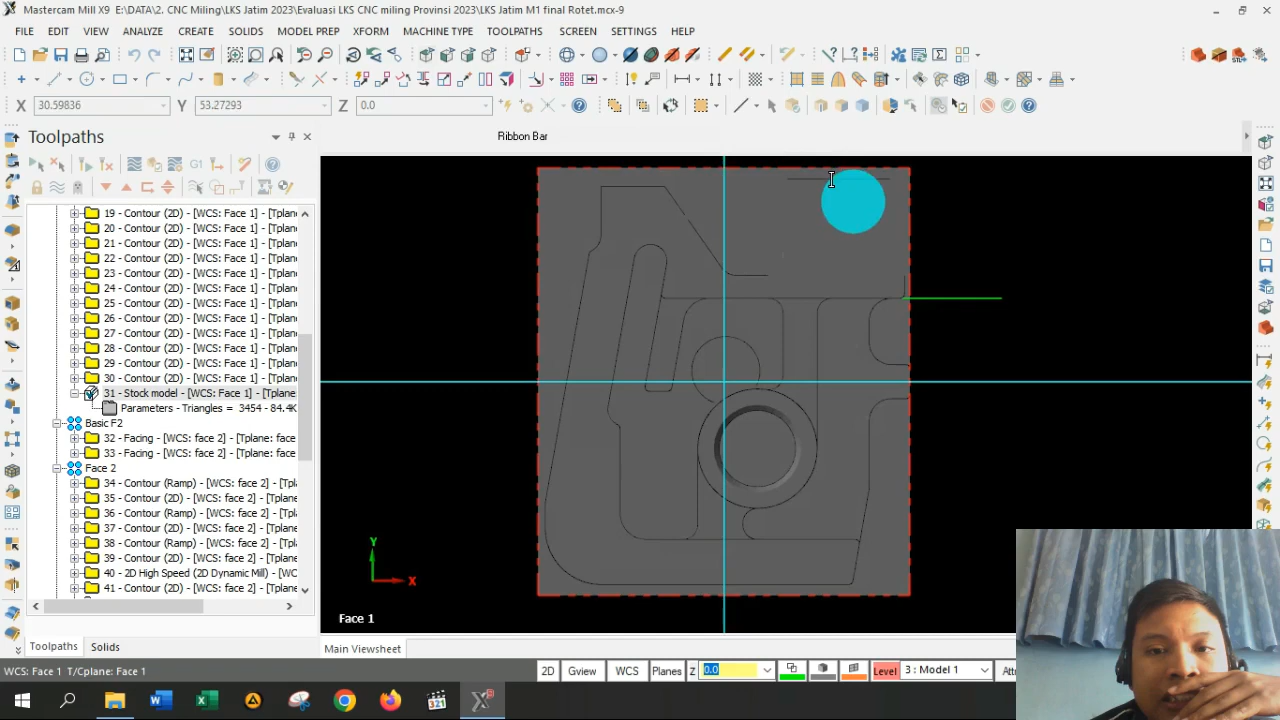 Mastercam Mill X9 E:\DATA\2. CNC Miling\LKS Jatim 2023\Evaluasi LKS CNC miling Provinsi 2023\LKS Jatim M1 final Rotet.mcx-9
FILE EDIT VIEW ANALYZE CREATE SOLIDS MODEL PREP XFORM MACHINE TYPE TOOLPATHS SCREEN SETTINGS HELP
X 30.59836 Y 53.27293 Z 0.0
Toolpaths
Ribbon Bar
G1
19 - Contour (2D) - [WCS: Face 1] - [Tplane
20 - Contour (2D) - [WCS: Face 1] - [Tplane
21 - Contour (2D) - [WCS: Face 1] - [Tplane
22 - Contour (2D) - [WCS: Face 1] - [Tplane
23 - Contour (2D) - [WCS: Face 1] - [Tplane
24 - Contour (2D) - [WCS: Face 1] - [Tplane
25 - Contour (2D) - [WCS: Face 1] - [Tplane
26 - Contour (2D) - [WCS: Face 1] - [Tplane
27 - Contour (2D) - [WCS: Face 1] - [Tplane
28 - Contour (2D) - [WCS: Face 1] - [Tplane
29 - Contour (2D) - [WCS: Face 1] - [Tplane
30 - Contour (2D) - [WCS: Face 1] - [Tplane
31 - Stock model - [WCS: Face 1] - [Tplane:
Parameters - Triangles = 3454 - 84.4K
Basic F2
32 - Facing - [WCS: face 2] - [Tplane: face
33 - Facing - [WCS: face 2] - [Tplane: face
Face 2
34 - Contour (Ramp) - [WCS: face 2] - [Tpl
35 - Contour (2D) - [WCS: face 2] - [Tplane
36 - Contour (Ramp) - [WCS: face 2] - [Tpl
37 - Contour (2D) - [WCS: face 2] - [Tplane
38 - Contour (Ramp) - [WCS: face 2] - [Tpl
39 - Contour (2D) - [WCS: face 2] - [Tplane
40 - 2D High Speed (2D Dynamic Mill) - [WC
41 - Contour (2D) - [WCS: face 2] - [Tplane
Y
X
Face 1
Toolpaths Solids
Main Viewsheet
WCS: Face 1 T/Cplane: Face 1
2D Gview WCS Planes Z 0.0 Level 3 : Model 1 Attr
321